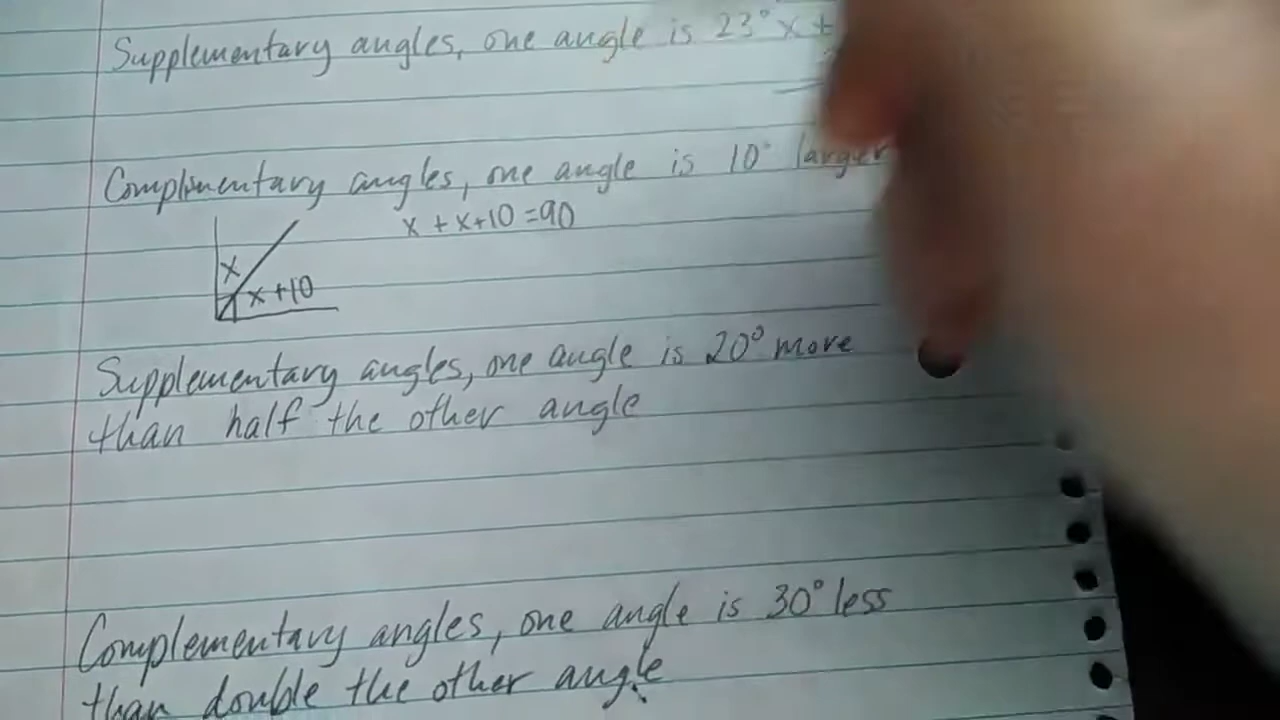 Supplementary angles, one angle is 23° x +
Complimentary angles, one angle is 10° larger
x + x+10 = 90
x
x+10
Supplementary angles, one angle is 20° more
than half the other angle
Complementary angles, one angle is 30° less
than double the other angle